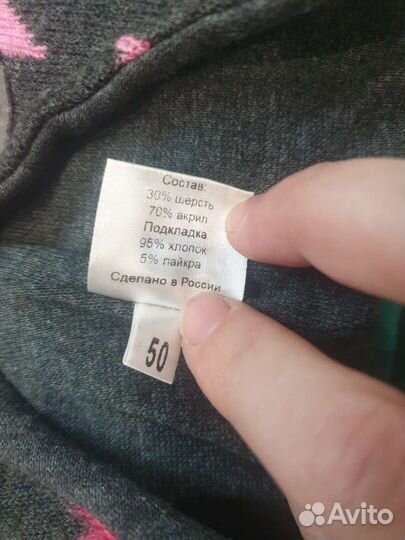 Состав:
30% шерсть
70% акрил
Подкладка
95% хлопок
5% лайкра
Сделано в России
50
Avito